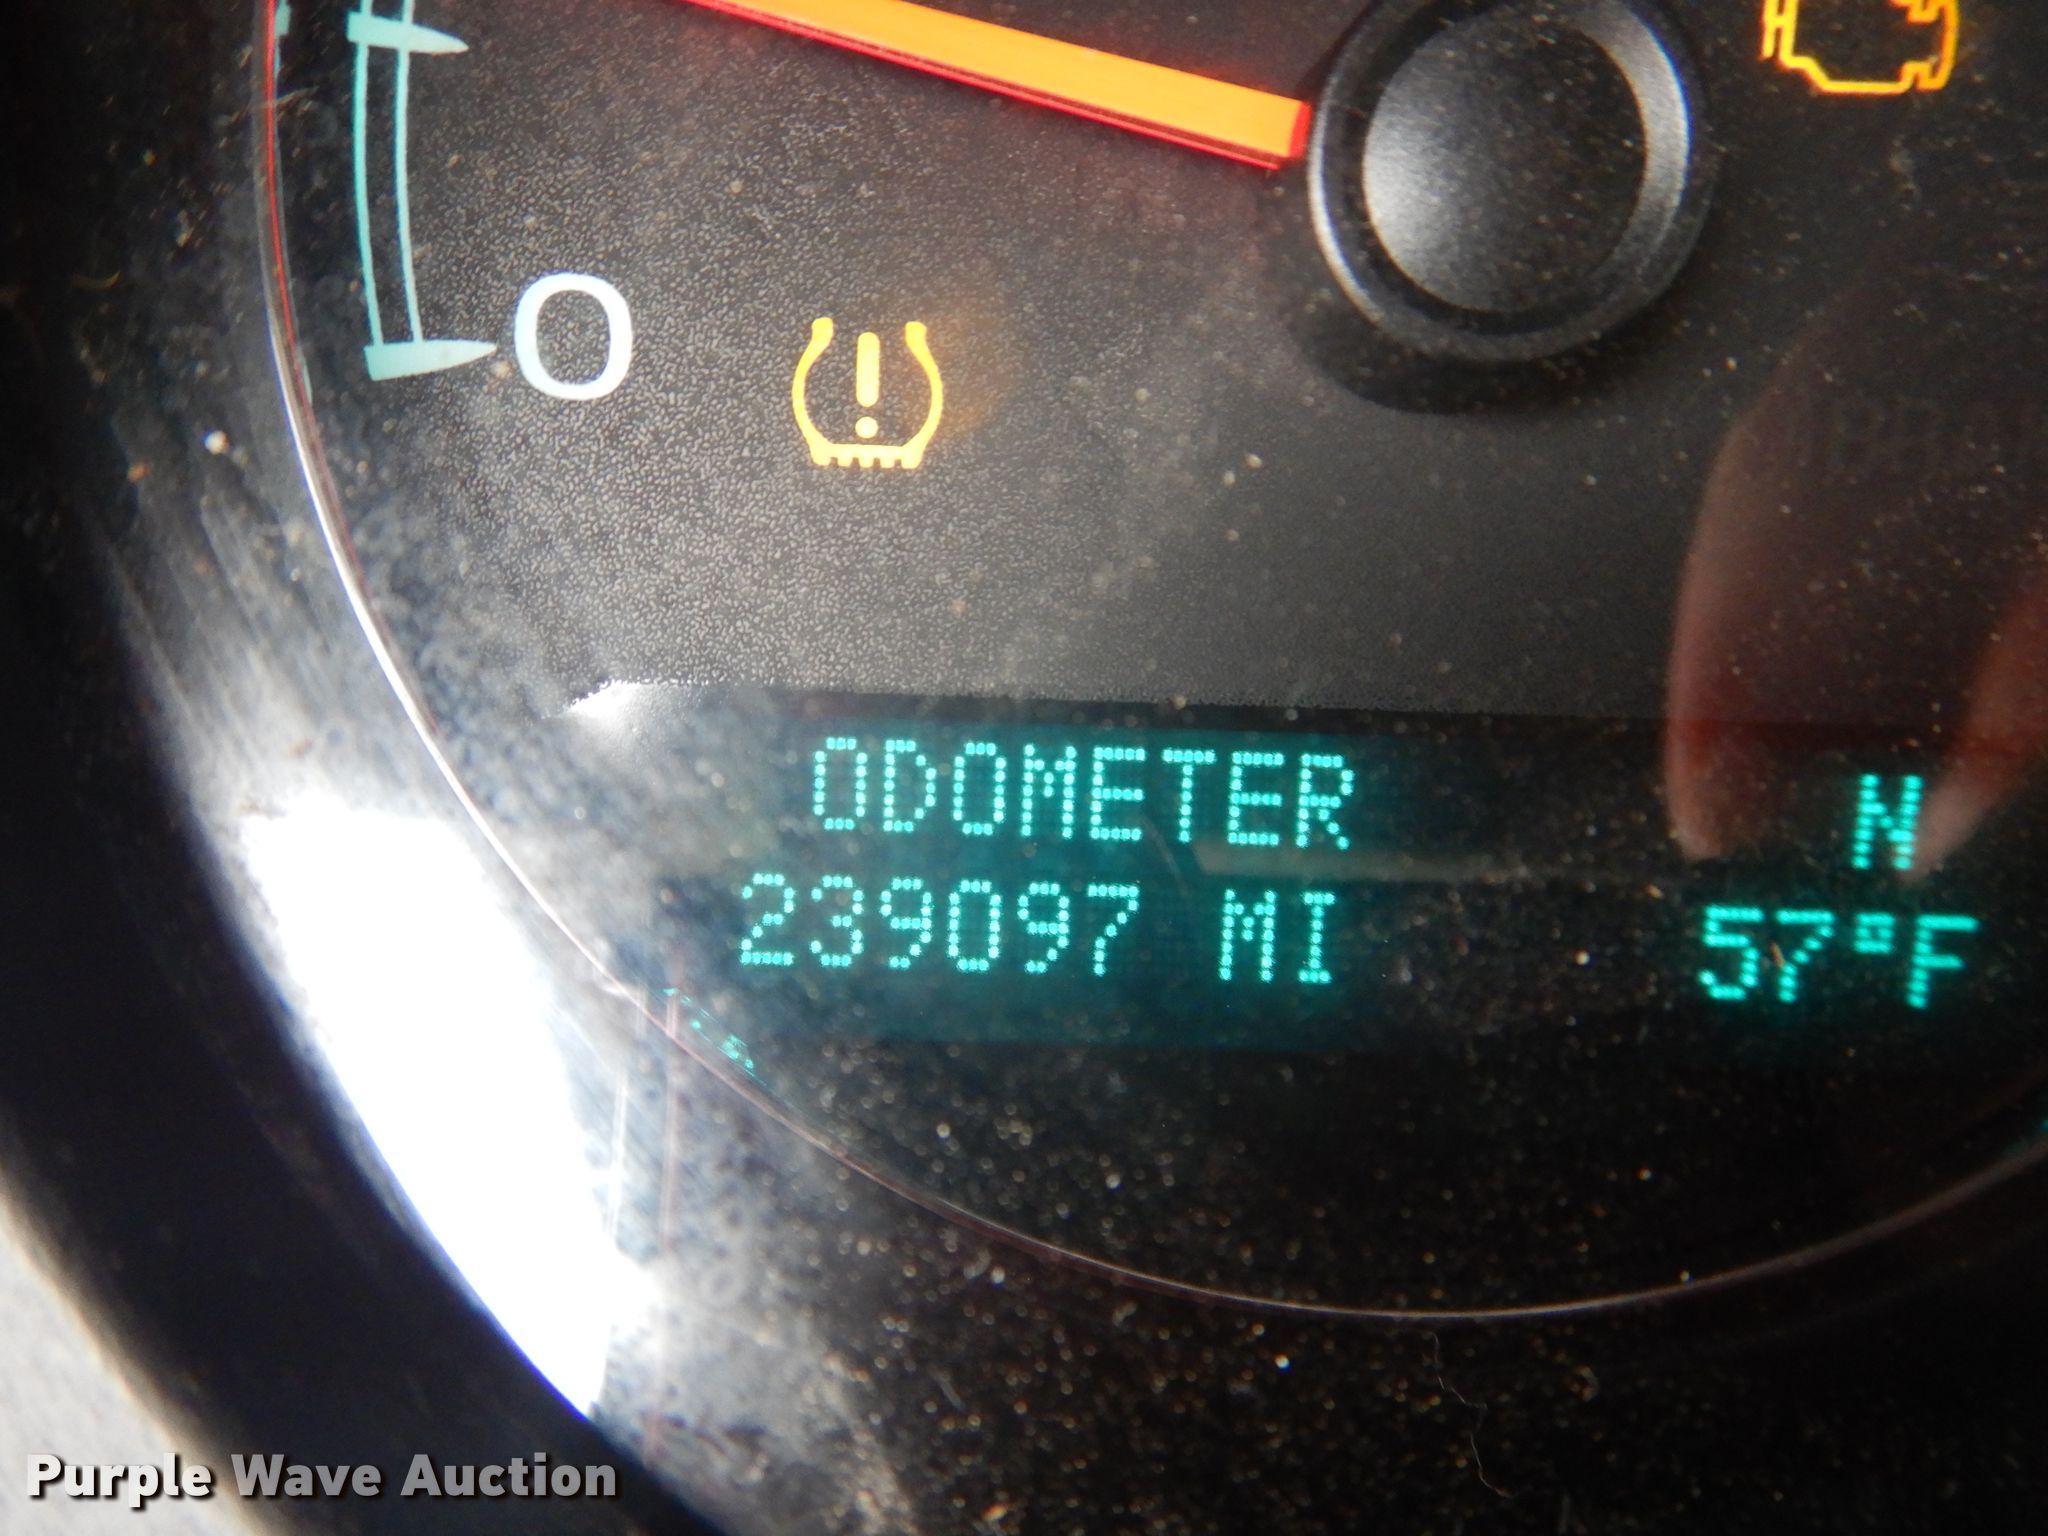 0
ODOMETER
239097 MI
N
57°F
Purple Wave Auction